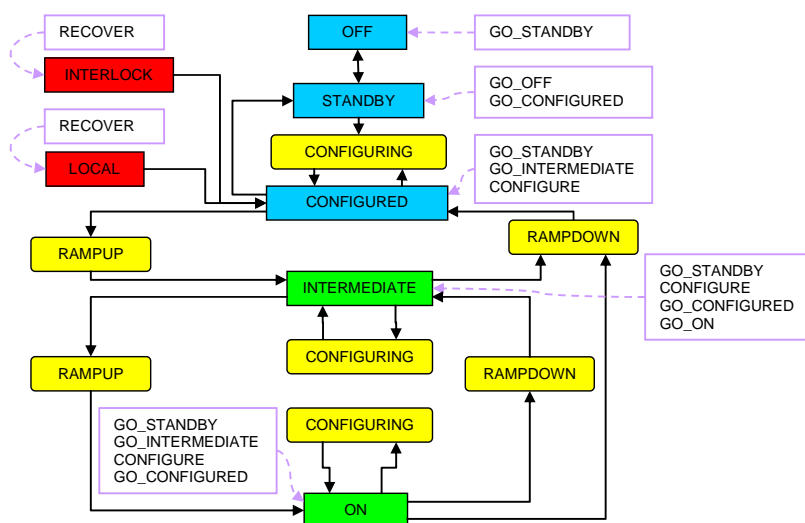 RECOVER
OFF
GO_STANDBY
INTERLOCK
STANDBY
GO_OFF
GO_CONFIGURED
RECOVER
CONFIGURING
LOCAL
GO_STANDBY
GO_INTERMEDIATE
CONFIGURE
CONFIGURED
RAMPUP
RAMPDOWN
INTERMEDIATE
GO_STANDBY
CONFIGURE
GO_CONFIGURED
GO_ON
CONFIGURING
RAMPUP
RAMPDOWN
GO_STANDBY
GO_INTERMEDIATE
CONFIGURE
GO_CONFIGURED
CONFIGURING
ON